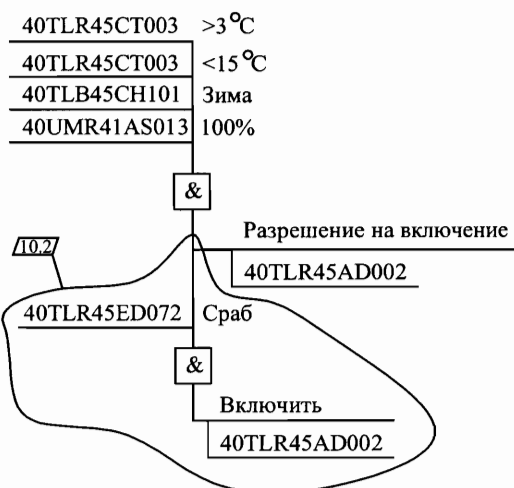 40TLR45CT003 >3°C
40TLR45CT003 <15°C
40TLB45CH101 Зима
40UMR41AS013 100%
&
Разрешение на включение
10.2
40TLR45AD002
40TLR45ED072 Сраб
&
Включить
40TLR45AD002